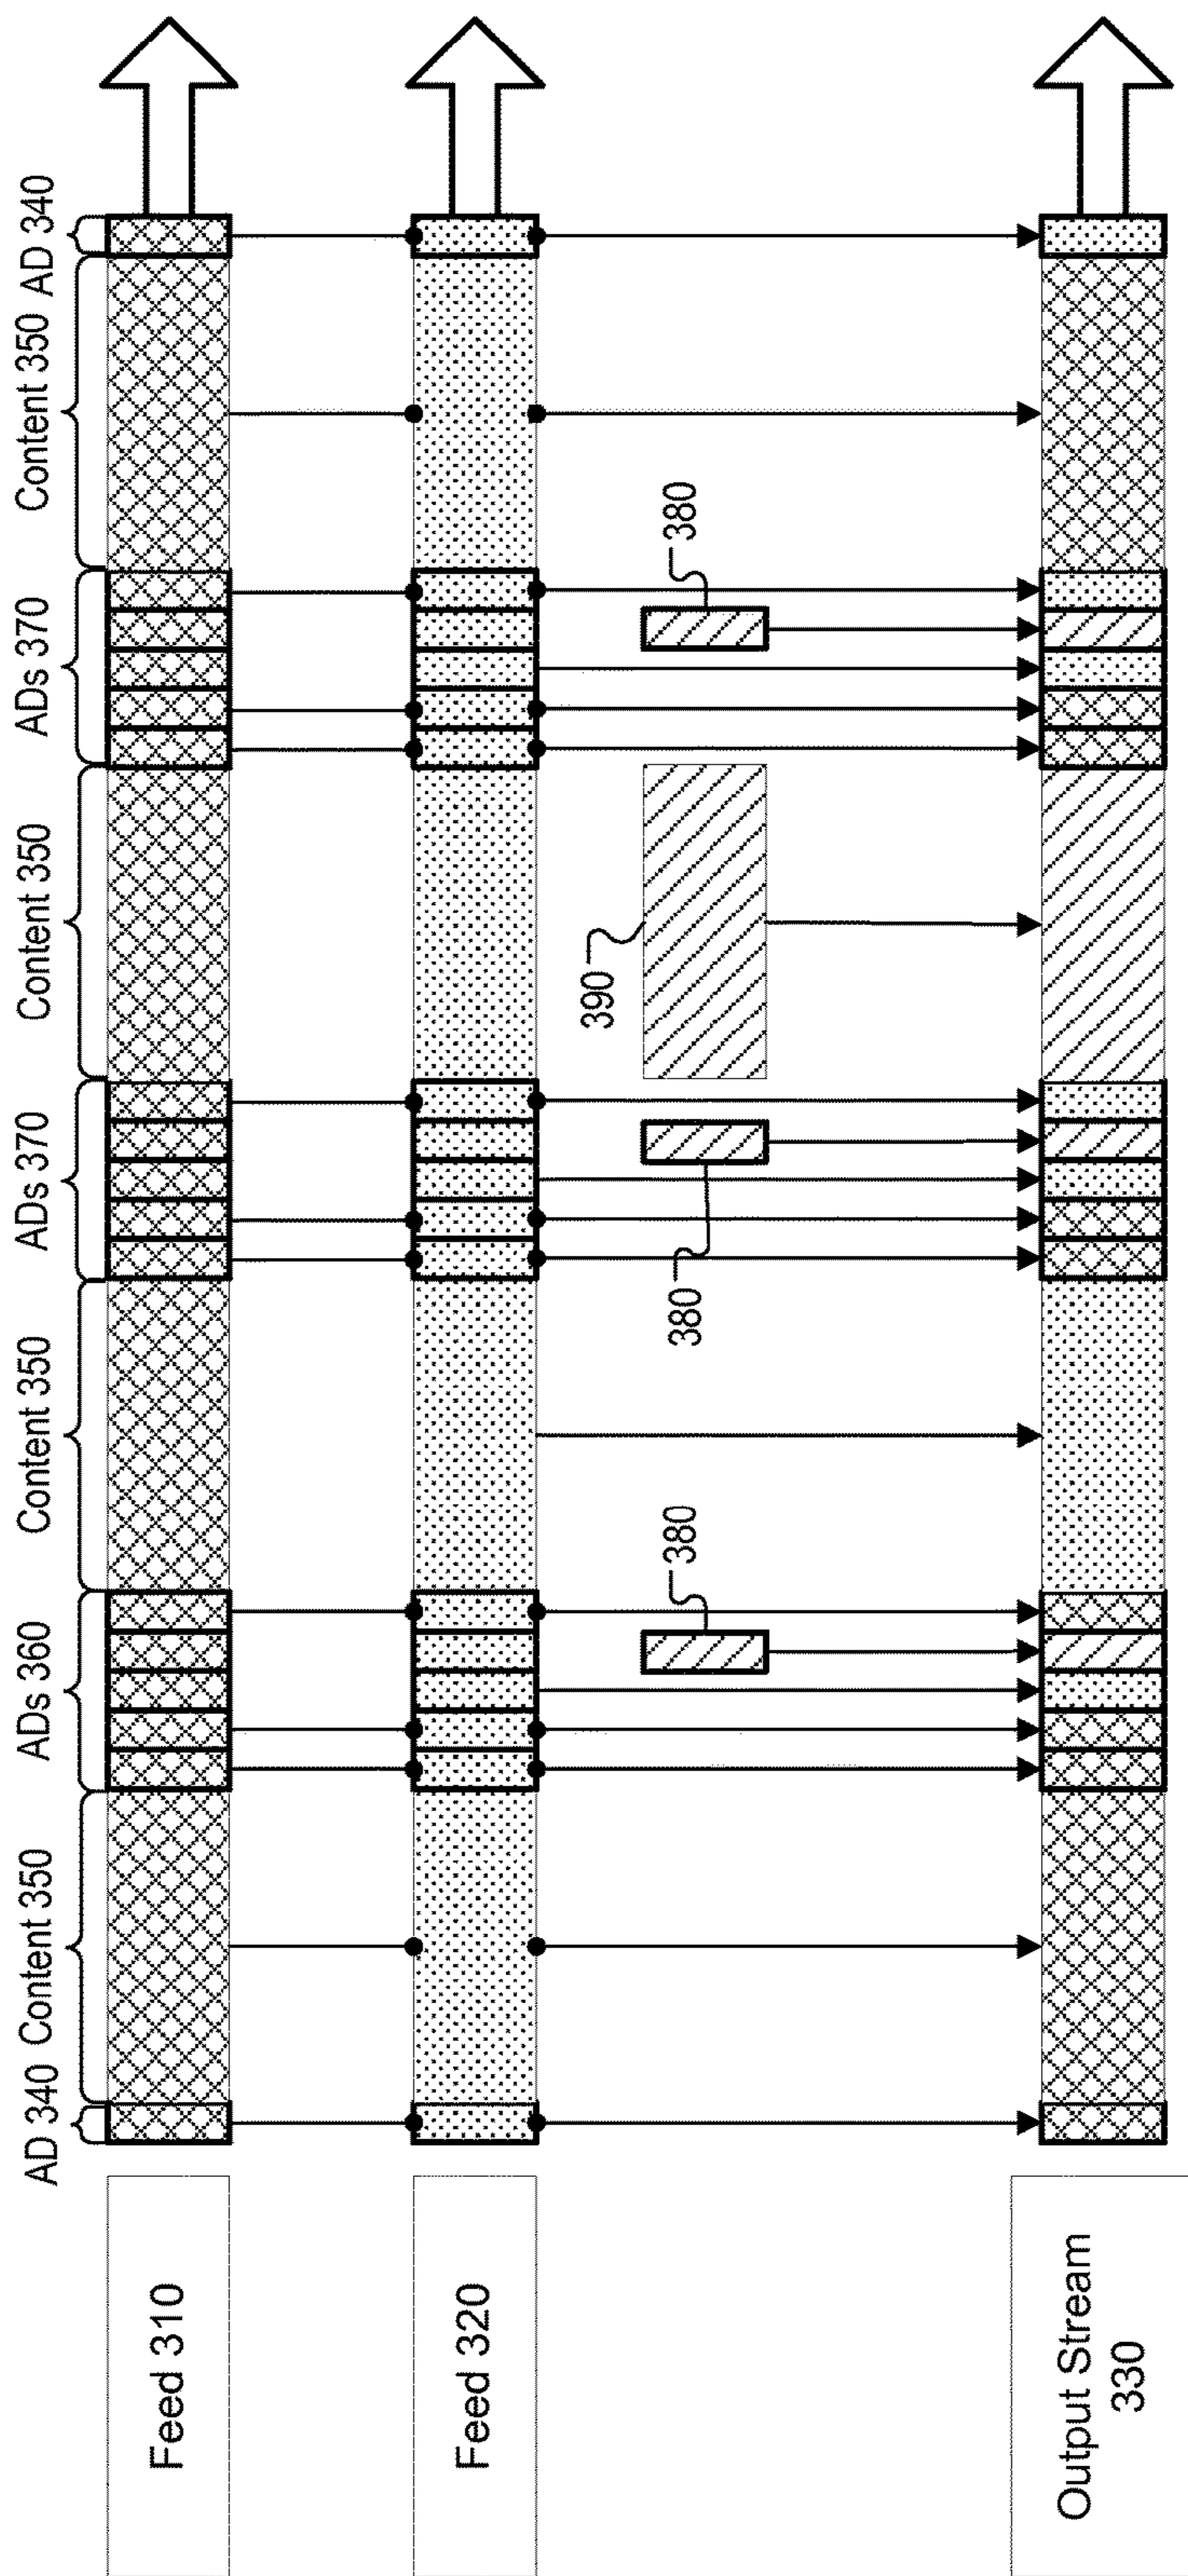 AD 340
Content 350
ADs 360
Content 350
ADs 370
Content 350
ADs 370
Content 350
AD 340
Feed 310
Feed 320
380
380
390
380
Output Stream
330